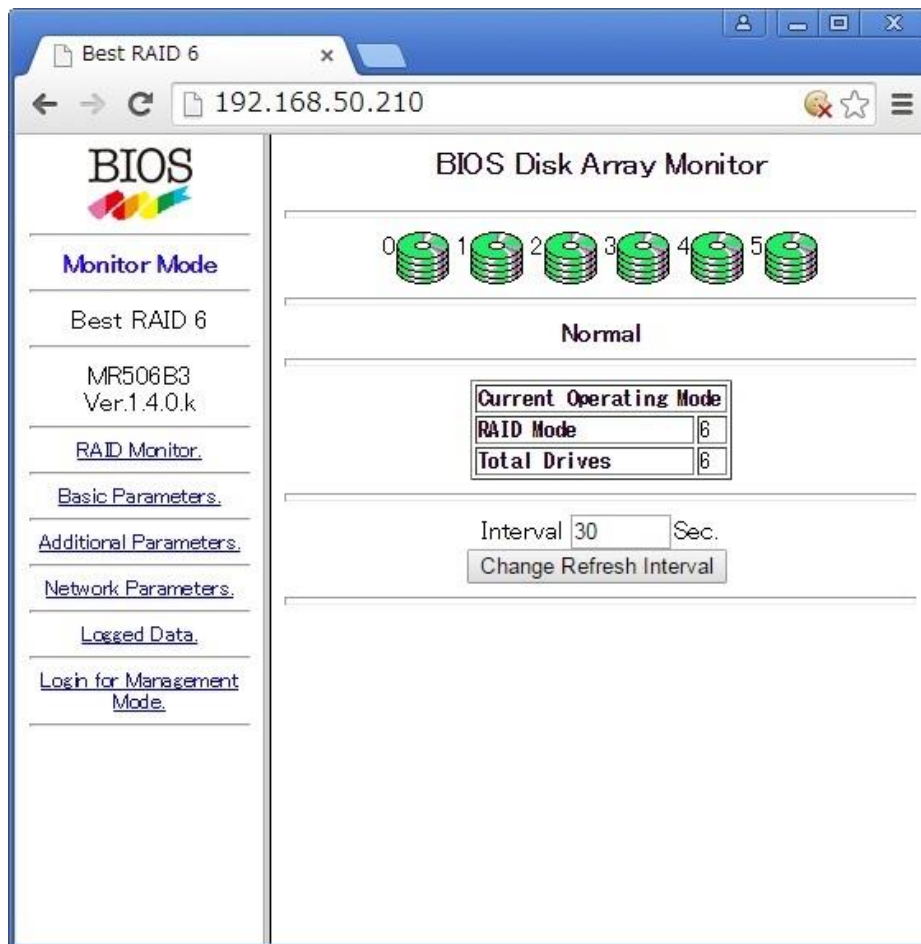 Best RAID 6
192.168.50.210
BIOS
Monitor Mode
Best RAID 6
MR506B3
Ver.1.4.0.k
RAID Monitor.
Basic Parameters.
Additional Parameters.
Network Parameters.
Logged Data.
Login for Management
Mode.
BIOS Disk Array Monitor
0 1 2 3 4 5
Normal
Current Operating Mode
RAID Mode 6
Total Drives 6
Interval 30 Sec.
Change Refresh Interval